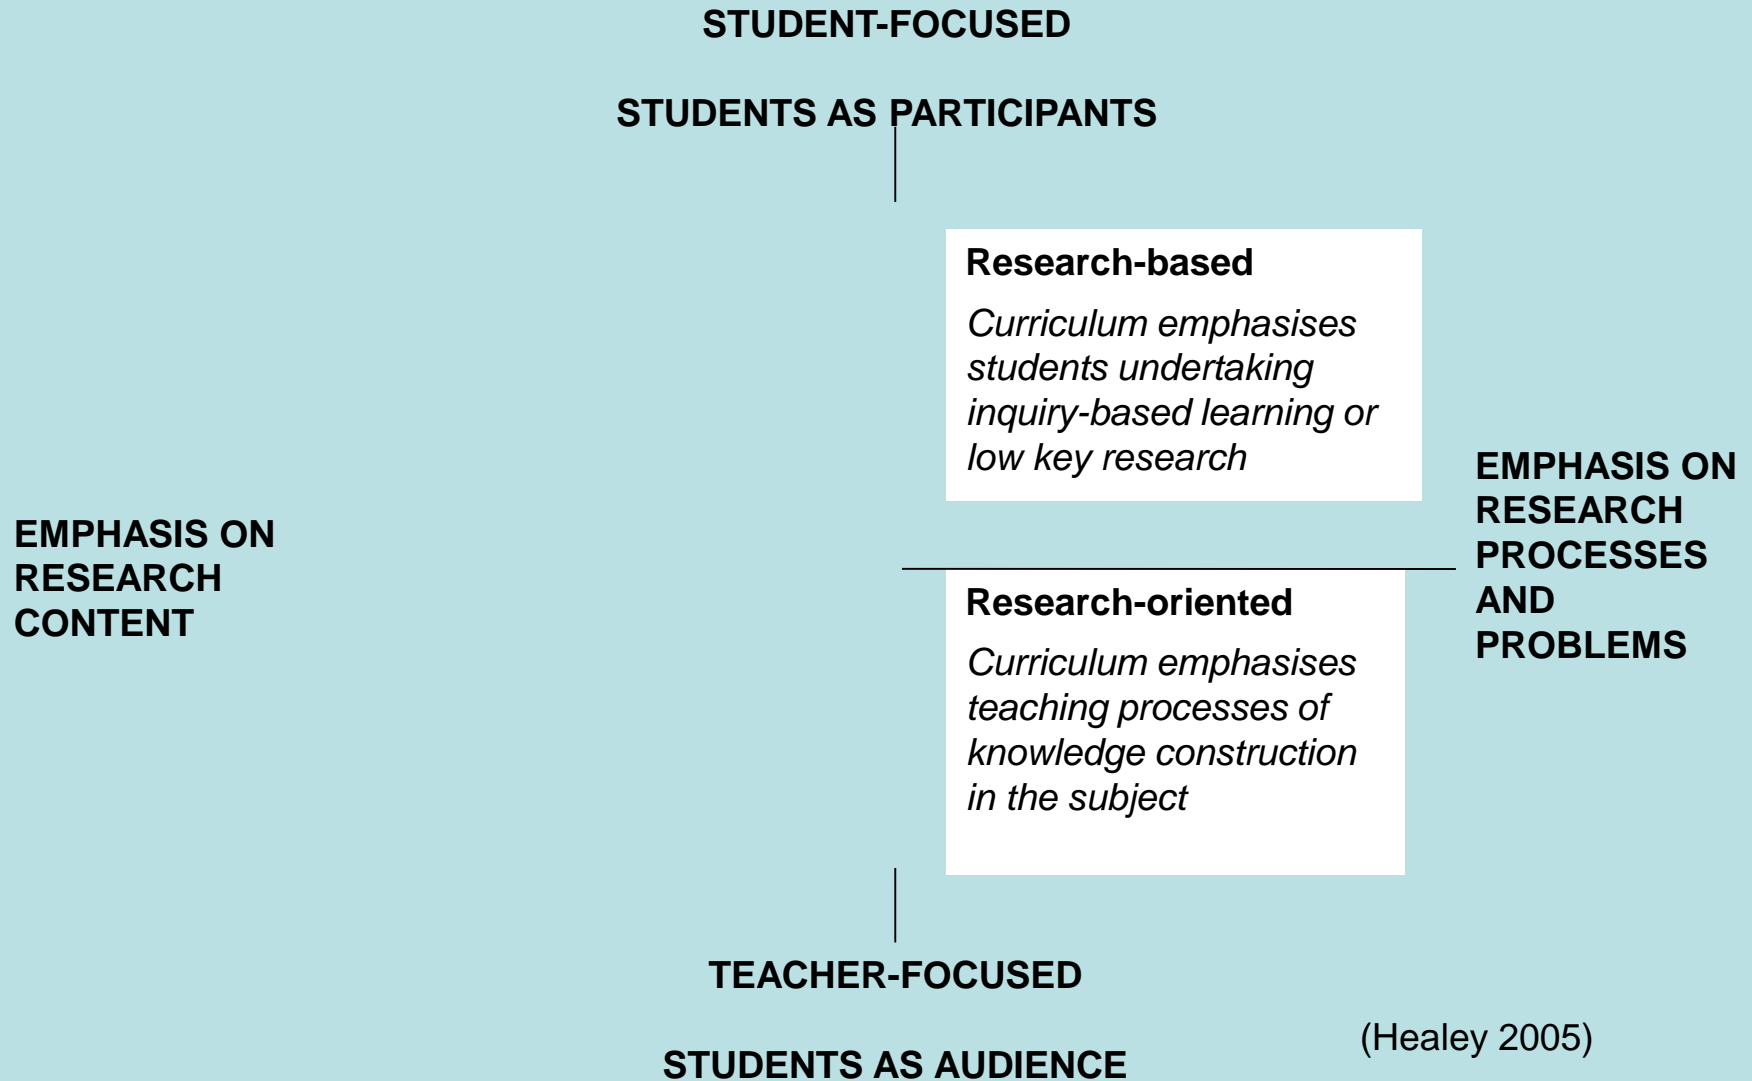 STUDENT-FOCUSED
STUDENTS AS PARTICIPANTS
Research-based
Curriculum emphasises
students undertaking
inquiry-based learning or
low key research
EMPHASIS ON
RESEARCH
CONTENT
EMPHASIS ON
RESEARCH
PROCESSES
AND
PROBLEMS
Research-oriented
Curriculum emphasises
teaching processes of
knowledge construction
in the subject
TEACHER-FOCUSED
STUDENTS AS AUDIENCE
(Healey 2005)